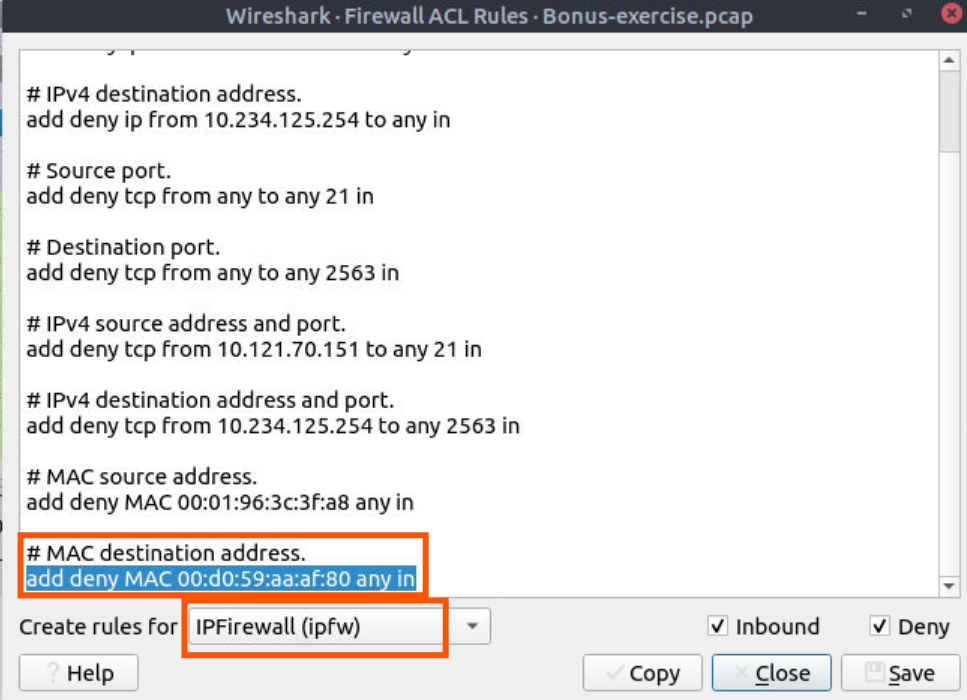 Wireshark · Firewall ACL Rules · Bonus-exercise.pcap
# IPv4 destination address.
add deny ip from 10.234.125.254 to any in
# Source port.
add deny tcp from any to any 21 in
# Destination port.
add deny tcp from any to any 2563 in
# IPv4 source address and port.
add deny tcp from 10.121.70.151 to any 21 in
# IPv4 destination address and port.
add deny tcp from 10.234.125.254 to any 2563 in
# MAC source address.
add deny MAC 00:01:96:3c:3f:a8 any in
# MAC destination address.
add deny MAC 00:d0:59:aa:af:80 any in
Create rules for IPFirewall (ipfw) Inbound Deny
? Help Copy Close Save